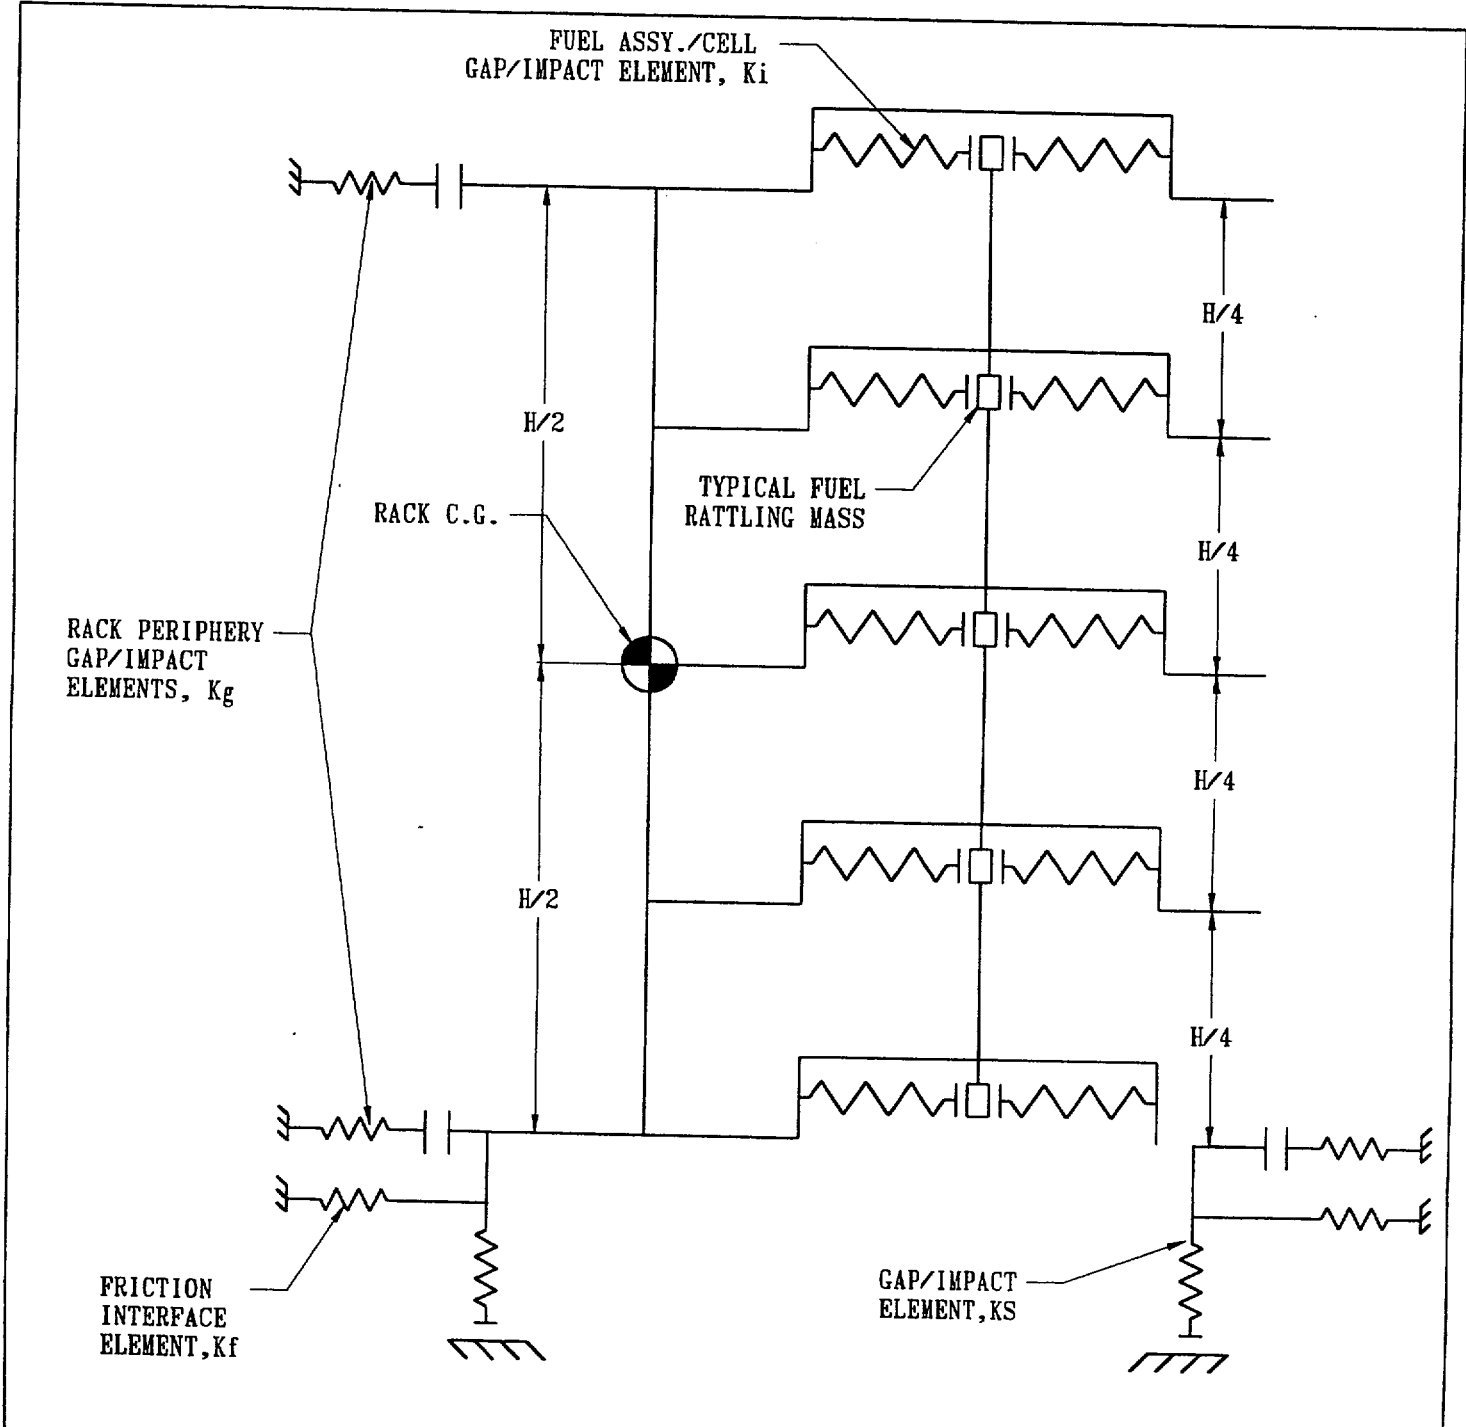 FUEL ASSY./CELL
GAP/IMPACT ELEMENT, Ki
H/4
H/2
TYPICAL FUEL
RATTLING MASS
RACK C.G.
H/4
RACK PERIPHERY
GAP/IMPACT
ELEMENTS, Kg
H/4
H/2
H/4
FRICTION
INTERFACE
ELEMENT,Kf
GAP/IMPACT
ELEMENT,KS